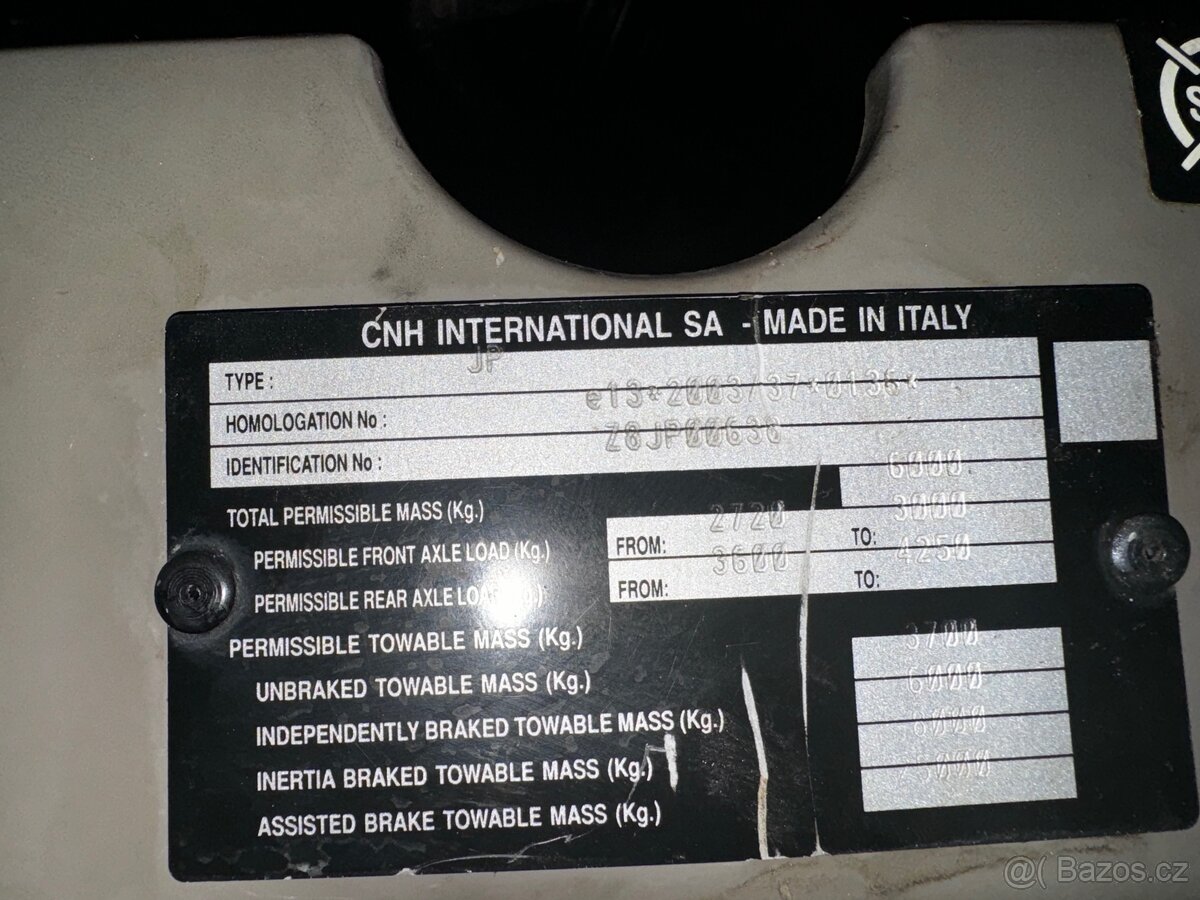 CNH INTERNATIONAL SA - MADE IN ITALY
TYPE : JP
HOMOLOGATION No : e13*2003/37*0136*
IDENTIFICATION No : Z8JP00636
TOTAL PERMISSIBLE MASS (Kg.) 6000
PERMISSIBLE FRONT AXLE LOAD (Kg.) FROM: 2720 TO: 3000
PERMISSIBLE REAR AXLE LOAD FROM: 3600 TO: 4250
PERMISSIBLE TOWABLE MASS (Kg.)
UNBRAKED TOWABLE MASS (Kg.) 3700
INDEPENDENTLY BRAKED TOWABLE MASS (Kg.) 6000
INERTIA BRAKED TOWABLE MASS (Kg.) 6000
ASSISTED BRAKE TOWABLE MASS (Kg.)
@( Bazos.cz